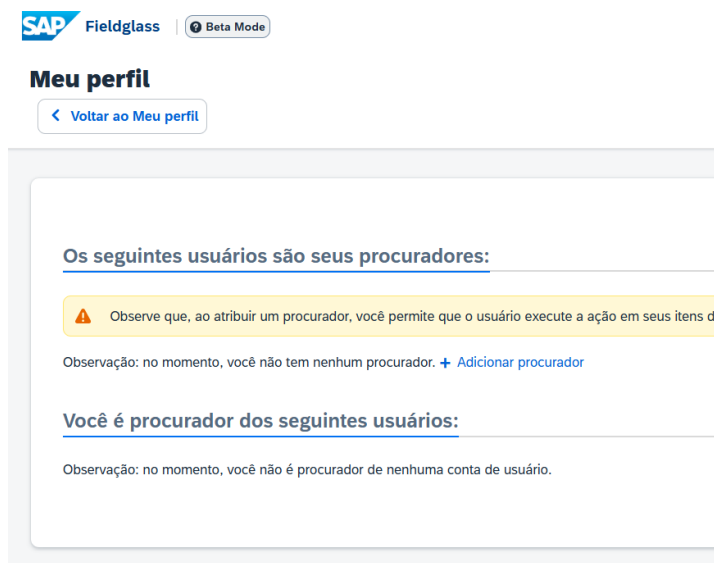 SAP Fieldglass Beta Mode
Meu perfil
Voltar ao Meu perfil
Os seguintes usuários são seus procuradores:
Observe que, ao atribuir um procurador, você permite que o usuário execute a ação em seus itens d
Observação: no momento, você não tem nenhum procurador. + Adicionar procurador
Você é procurador dos seguintes usuários:
Observação: no momento, você não é procurador de nenhuma conta de usuário.